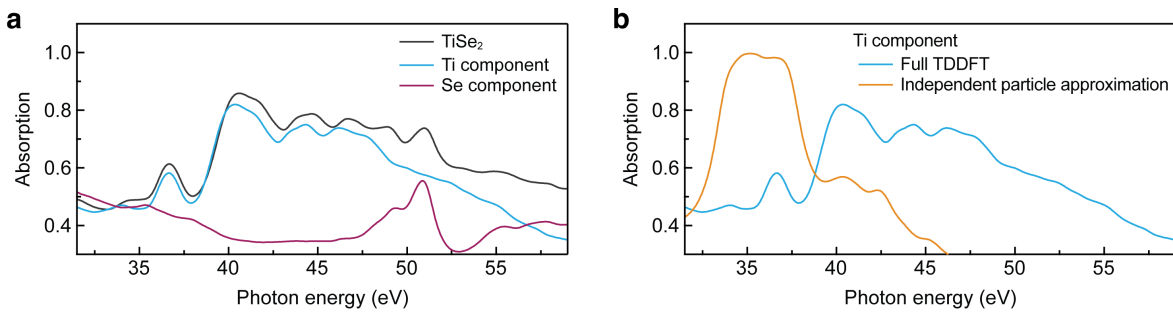 a
Absorption
1.0
0.8
0.6
0.4
TiSe₂
Ti component
Se component
35
40
45
50
55
Photon energy (eV)
b
Absorption
1.0
0.8
0.6
0.4
Ti component
Full TDDFT
Independent particle approximation
35
40
45
50
55
Photon energy (eV)